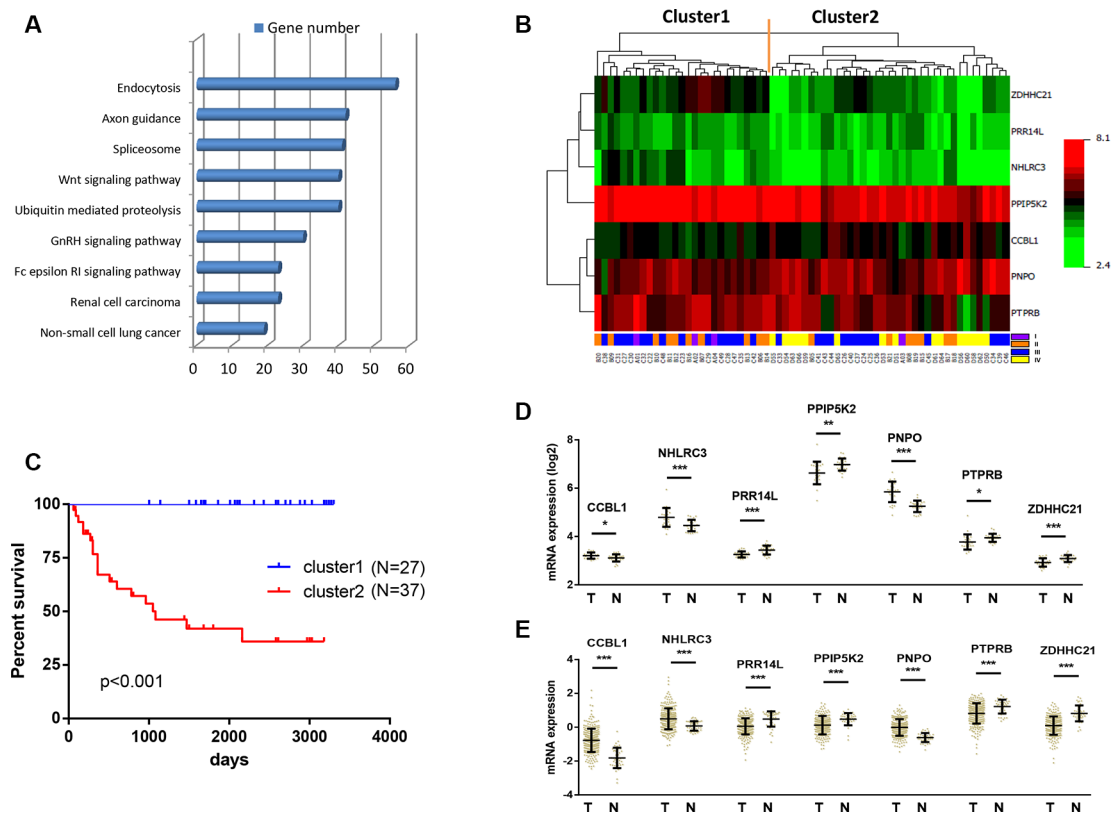 A
Gene number
Endocytosis
Axon guidance
Spliceosome
Wnt signaling pathway
Ubiquitin mediated proteolysis
GnRH signaling pathway
Fc epsilon RI signaling pathway
Renal cell carcinoma
Non-small cell lung cancer
0 10 20 30 40 50 60
B
Cluster1 Cluster2
ZDHHC21
PRR14L
NHLRC3
PPIP5K2
CCBL1
PNPO
PTPRB
8.1
2.4
I
II
III
IV
C
Percent survival
100
75
50
25
0
0 1000 2000 3000 4000
days
cluster1 (N=27)
cluster2 (N=37)
p<0.001
D
mRNA expression (log2)
8
6
4
2
CCBL1
*
NHLRC3
***
PRR14L
***
PPIP5K2
**
PNPO
***
PTPRB
*
ZDHHC21
***
T N T N T N T N T N T N T N
E
mRNA expression
4
2
0
-2
-4
CCBL1
***
NHLRC3
***
PRR14L
***
PPIP5K2
***
PNPO
***
PTPRB
***
ZDHHC21
***
T N T N T N T N T N T N T N